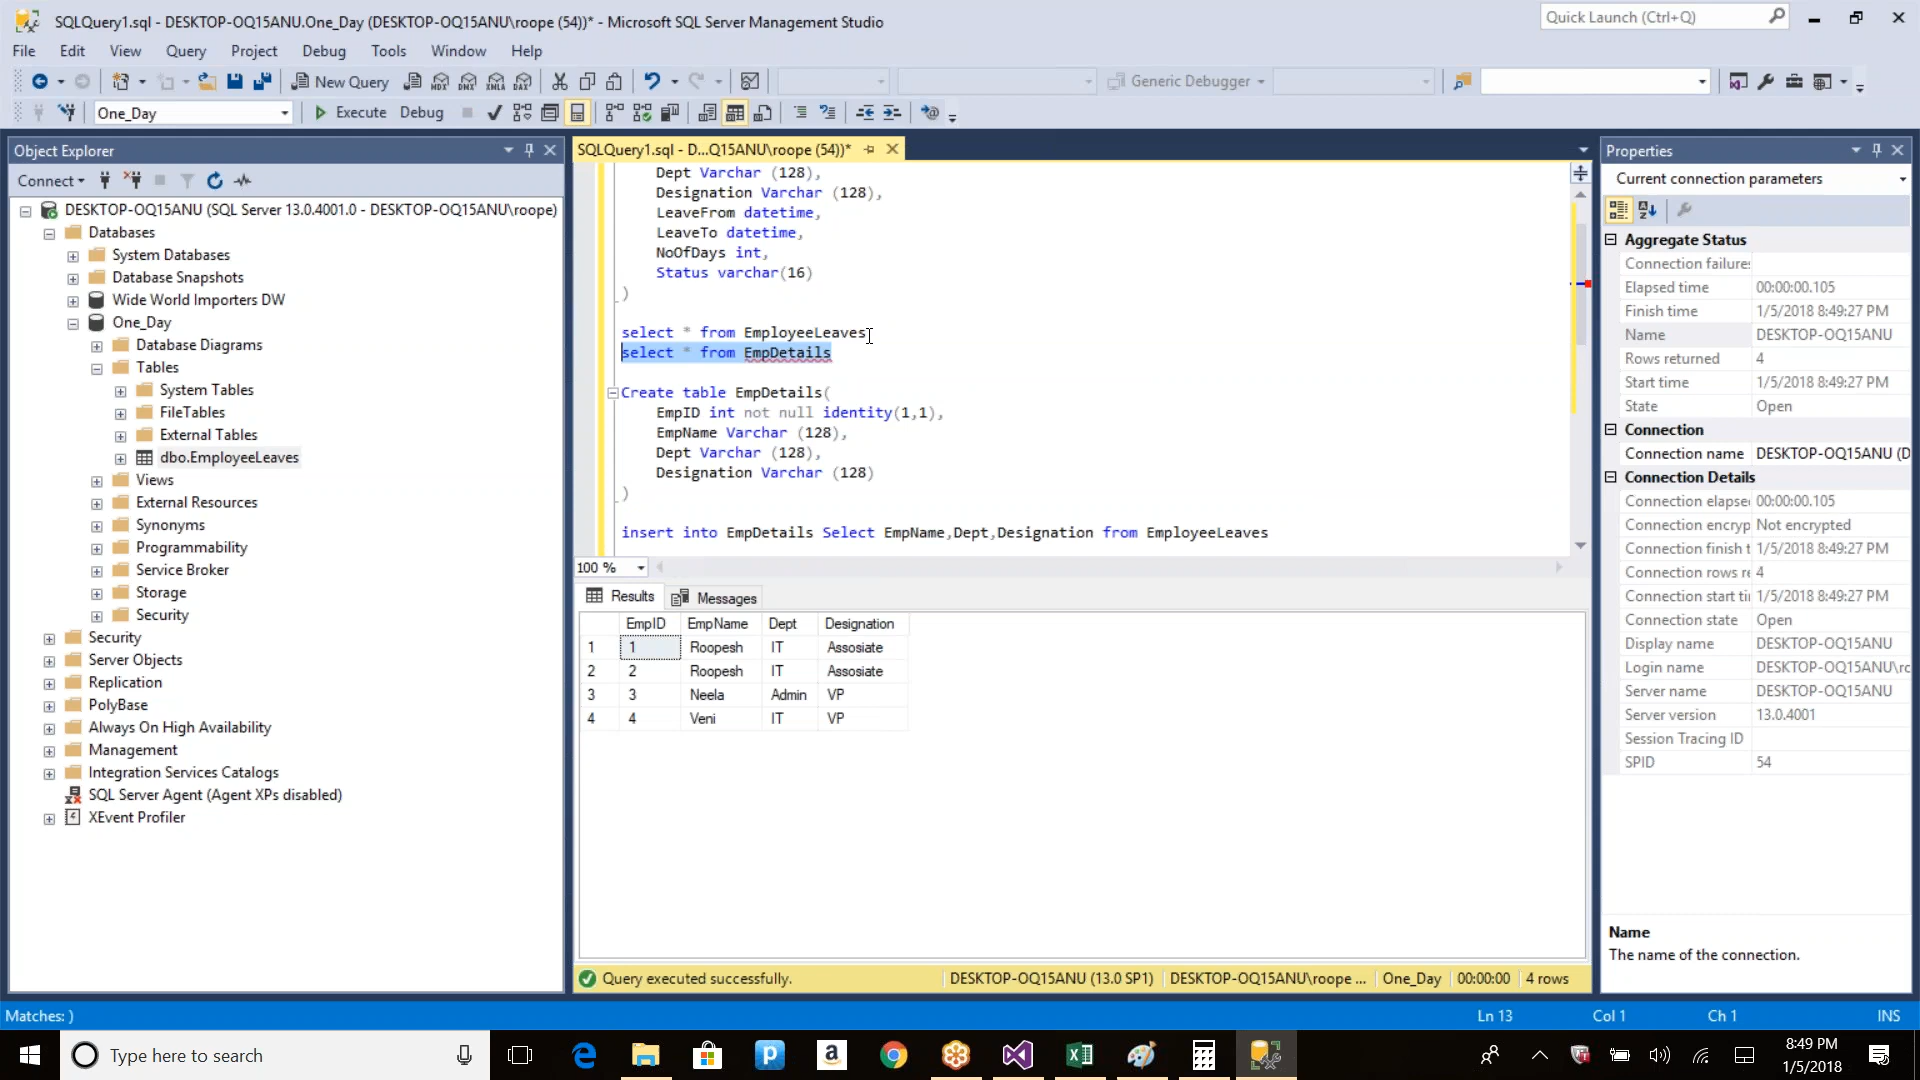 SQLQuery1.sql - DESKTOP-OQ15ANU.One_Day (DESKTOP-OQ15ANU\roope (54))* - Microsoft SQL Server Management Studio
Quick Launch (Ctrl+Q)
File Edit View Query Project Debug Tools Window Help
New Query
MDX DMX XMLA DAX
Generic Debugger
One_Day
Execute Debug
Object Explorer
Connect
DESKTOP-OQ15ANU (SQL Server 13.0.4001.0 - DESKTOP-OQ15ANU\roope)
Databases
System Databases
Database Snapshots
Wide World Importers DW
One_Day
Database Diagrams
Tables
System Tables
FileTables
External Tables
dbo.EmployeeLeaves
Views
External Resources
Synonyms
Programmability
Service Broker
Storage
Security
Security
Server Objects
Replication
PolyBase
Always On High Availability
Management
Integration Services Catalogs
SQL Server Agent (Agent XPs disabled)
XEvent Profiler
SQLQuery1.sql - D...Q15ANU\roope (54))*
Dept Varchar (128),
Designation Varchar (128),
LeaveFrom datetime,
LeaveTo datetime,
NoOfDays int,
Status varchar(16)
)
select * from EmployeeLeaves
select * from EmpDetails
Create table EmpDetails(
EmpID int not null identity(1,1),
EmpName Varchar (128),
Dept Varchar (128),
Designation Varchar (128)
)
insert into EmpDetails Select EmpName,Dept,Designation from EmployeeLeaves
100 %
Results Messages
EmpID EmpName Dept Designation
1 1 Roopesh IT Assosiate
2 2 Roopesh IT Assosiate
3 3 Neela Admin VP
4 4 Veni IT VP
Query executed successfully. DESKTOP-OQ15ANU (13.0 SP1) DESKTOP-OQ15ANU\roope ... One_Day 00:00:00 4 rows
Properties
Current connection parameters
Aggregate Status
Connection failures
Elapsed time 00:00:00.105
Finish time 1/5/2018 8:49:27 PM
Name DESKTOP-OQ15ANU
Rows returned 4
Start time 1/5/2018 8:49:27 PM
State Open
Connection
Connection name DESKTOP-OQ15ANU (D
Connection Details
Connection elapse 00:00:00.105
Connection encryp Not encrypted
Connection finish t 1/5/2018 8:49:27 PM
Connection rows re 4
Connection start ti 1/5/2018 8:49:27 PM
Connection state Open
Display name DESKTOP-OQ15ANU
Login name DESKTOP-OQ15ANU\ro
Server name DESKTOP-OQ15ANU
Server version 13.0.4001
Session Tracing ID
SPID 54
Name
The name of the connection.
Matches: ) Ln 13 Col 1 Ch 1 INS
Type here to search
8:49 PM
1/5/2018